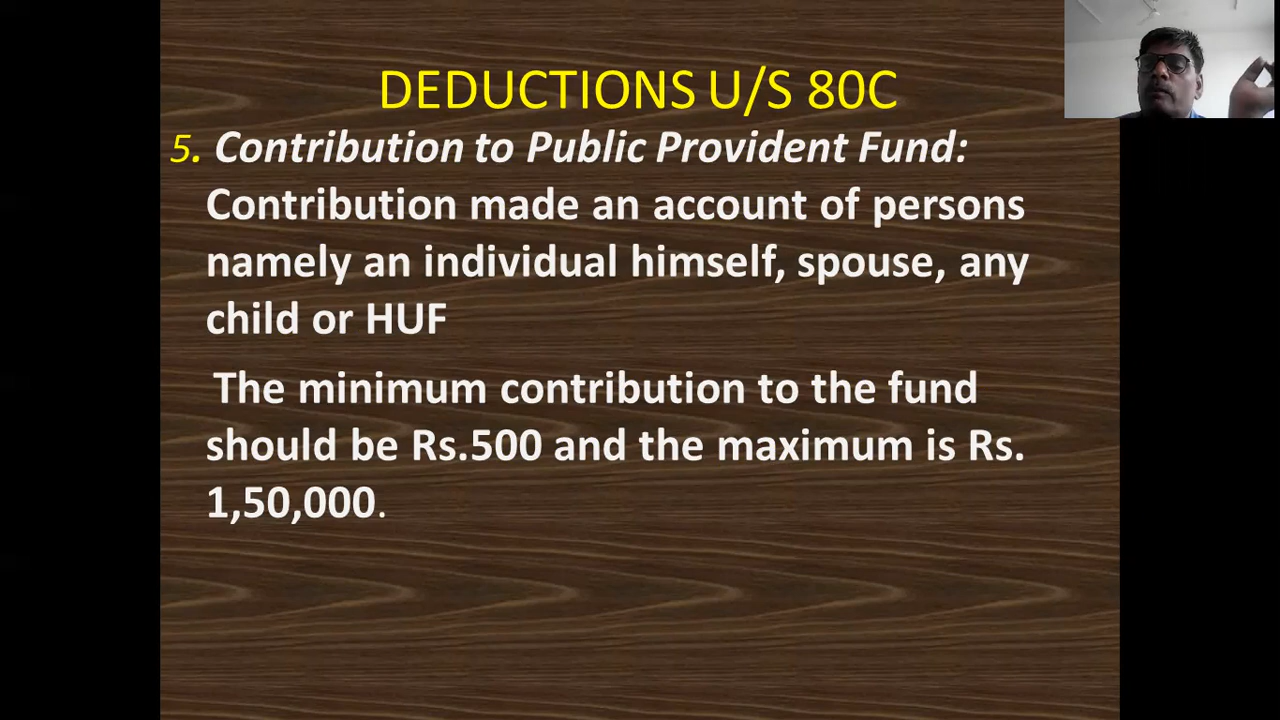 DEDUCTIONS U/S 80C
5. Contribution to Public Provident Fund:
Contribution made an account of persons
namely an individual himself, spouse, any
child or HUF
The minimum contribution to the fund
should be Rs.500 and the maximum is Rs.
1,50,000.